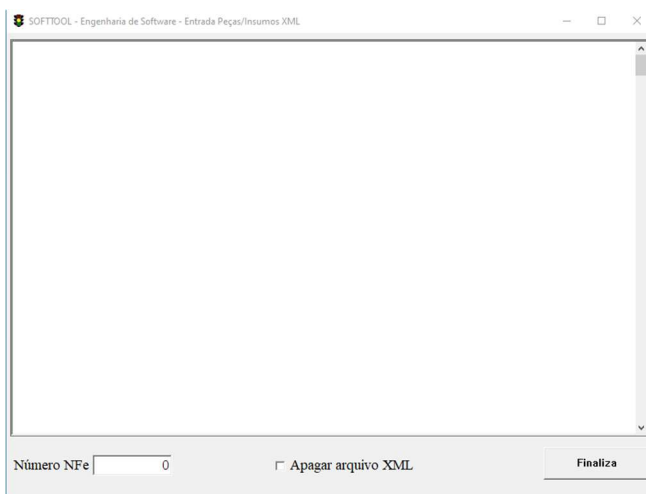 SOFTTOOL - Engenharia de Software - Entrada Peças/Insumos XML
Número NFe 0 Apagar arquivo XML Finaliza